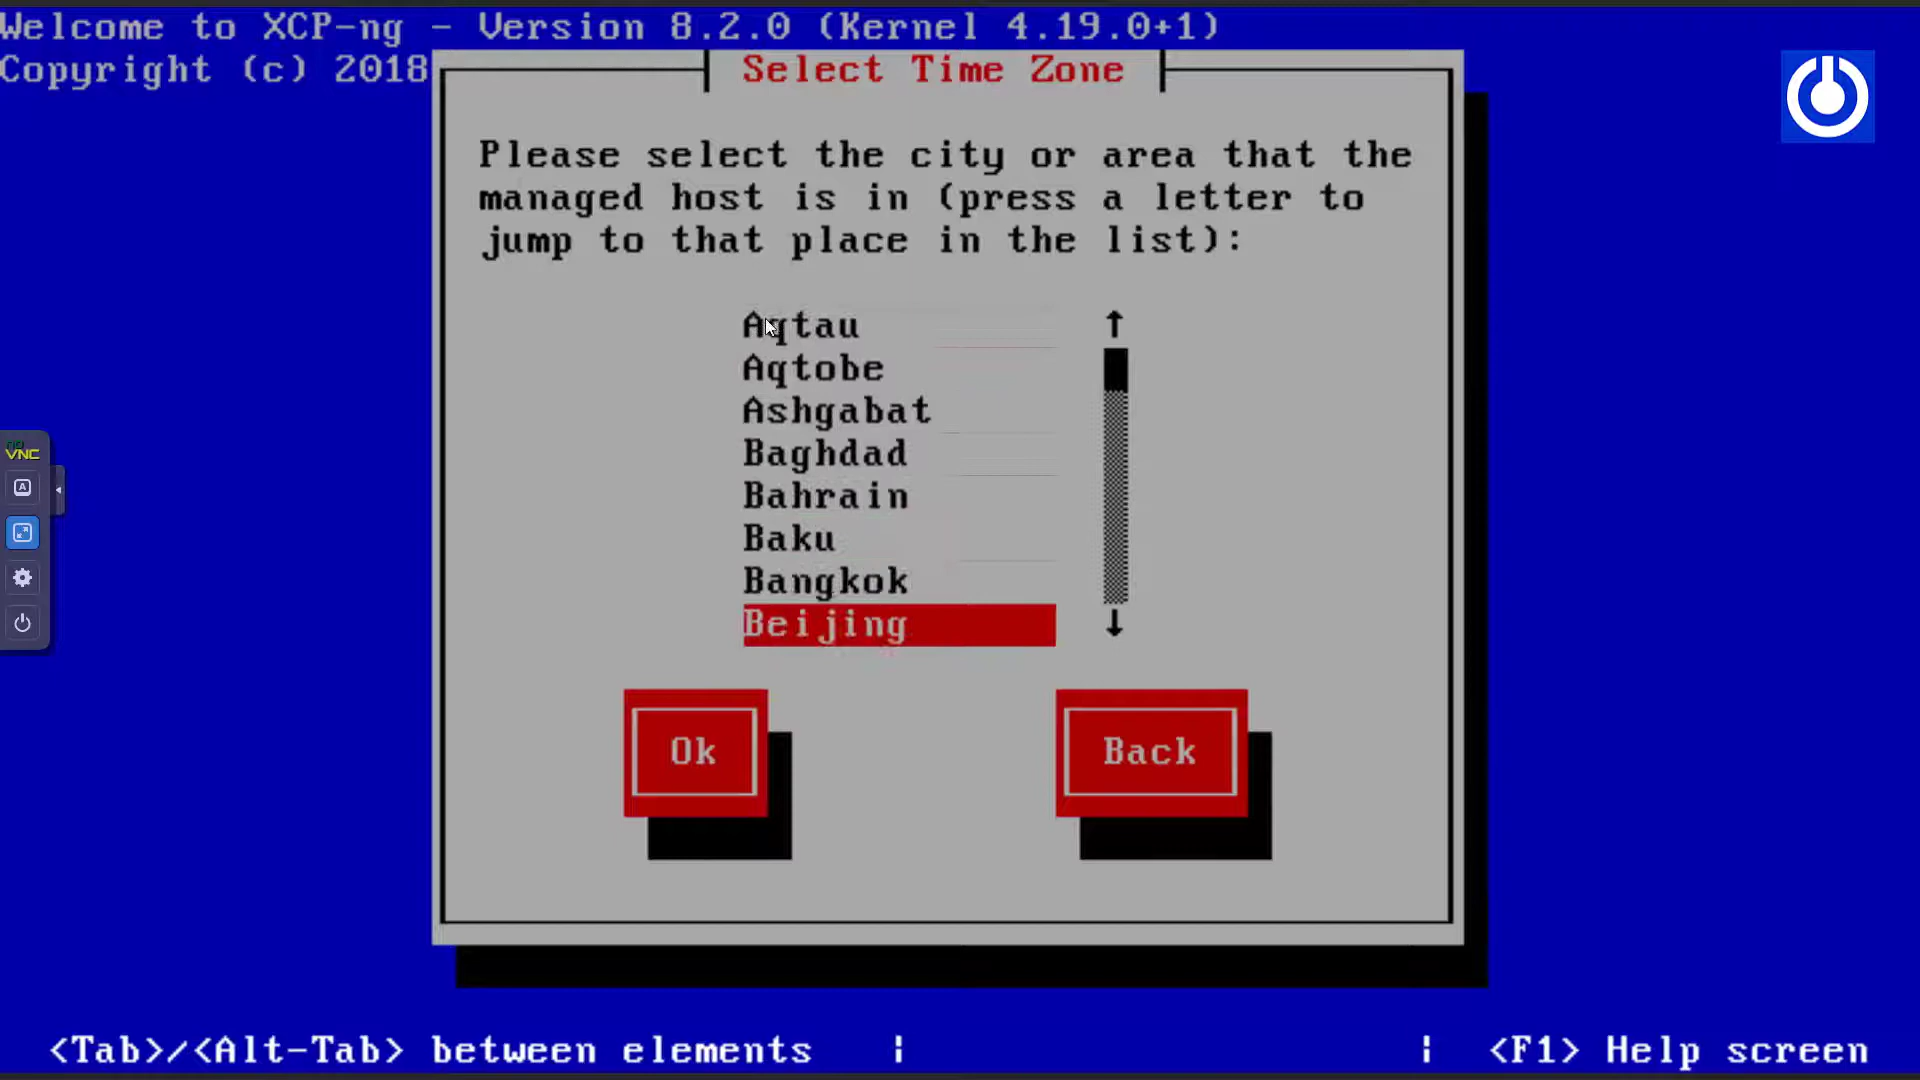 Welcome to XCP-ng - Version 8.2.0 (Kernel 4.19.0+1)
Copyright (c) 2018
Select Time Zone
Please select the city or area that the
managed host is in (press a letter to
jump to that place in the list):
Aqtau
Aqtobe
Ashgabat
Baghdad
Bahrain
Baku
Bangkok
Beijing
Ok
Back
no
VNC
A
<Tab>/<Alt-Tab> between elements | | <F1> Help screen